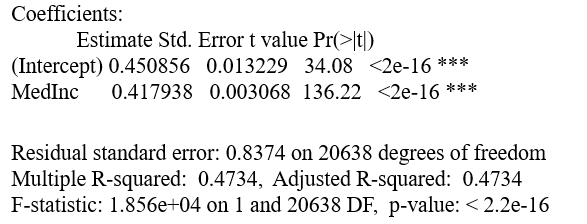 Coefficients:
Estimate Std. Error t value Pr(>|t|)
(Intercept) 0.450856 0.013229 34.08 <2e-16 ***
MedInc 0.417938 0.003068 136.22 <2e-16 ***
Residual standard error: 0.8374 on 20638 degrees of freedom
Multiple R-squared: 0.4734, Adjusted R-squared: 0.4734
F-statistic: 1.856e+04 on 1 and 20638 DF, p-value: < 2.2e-16